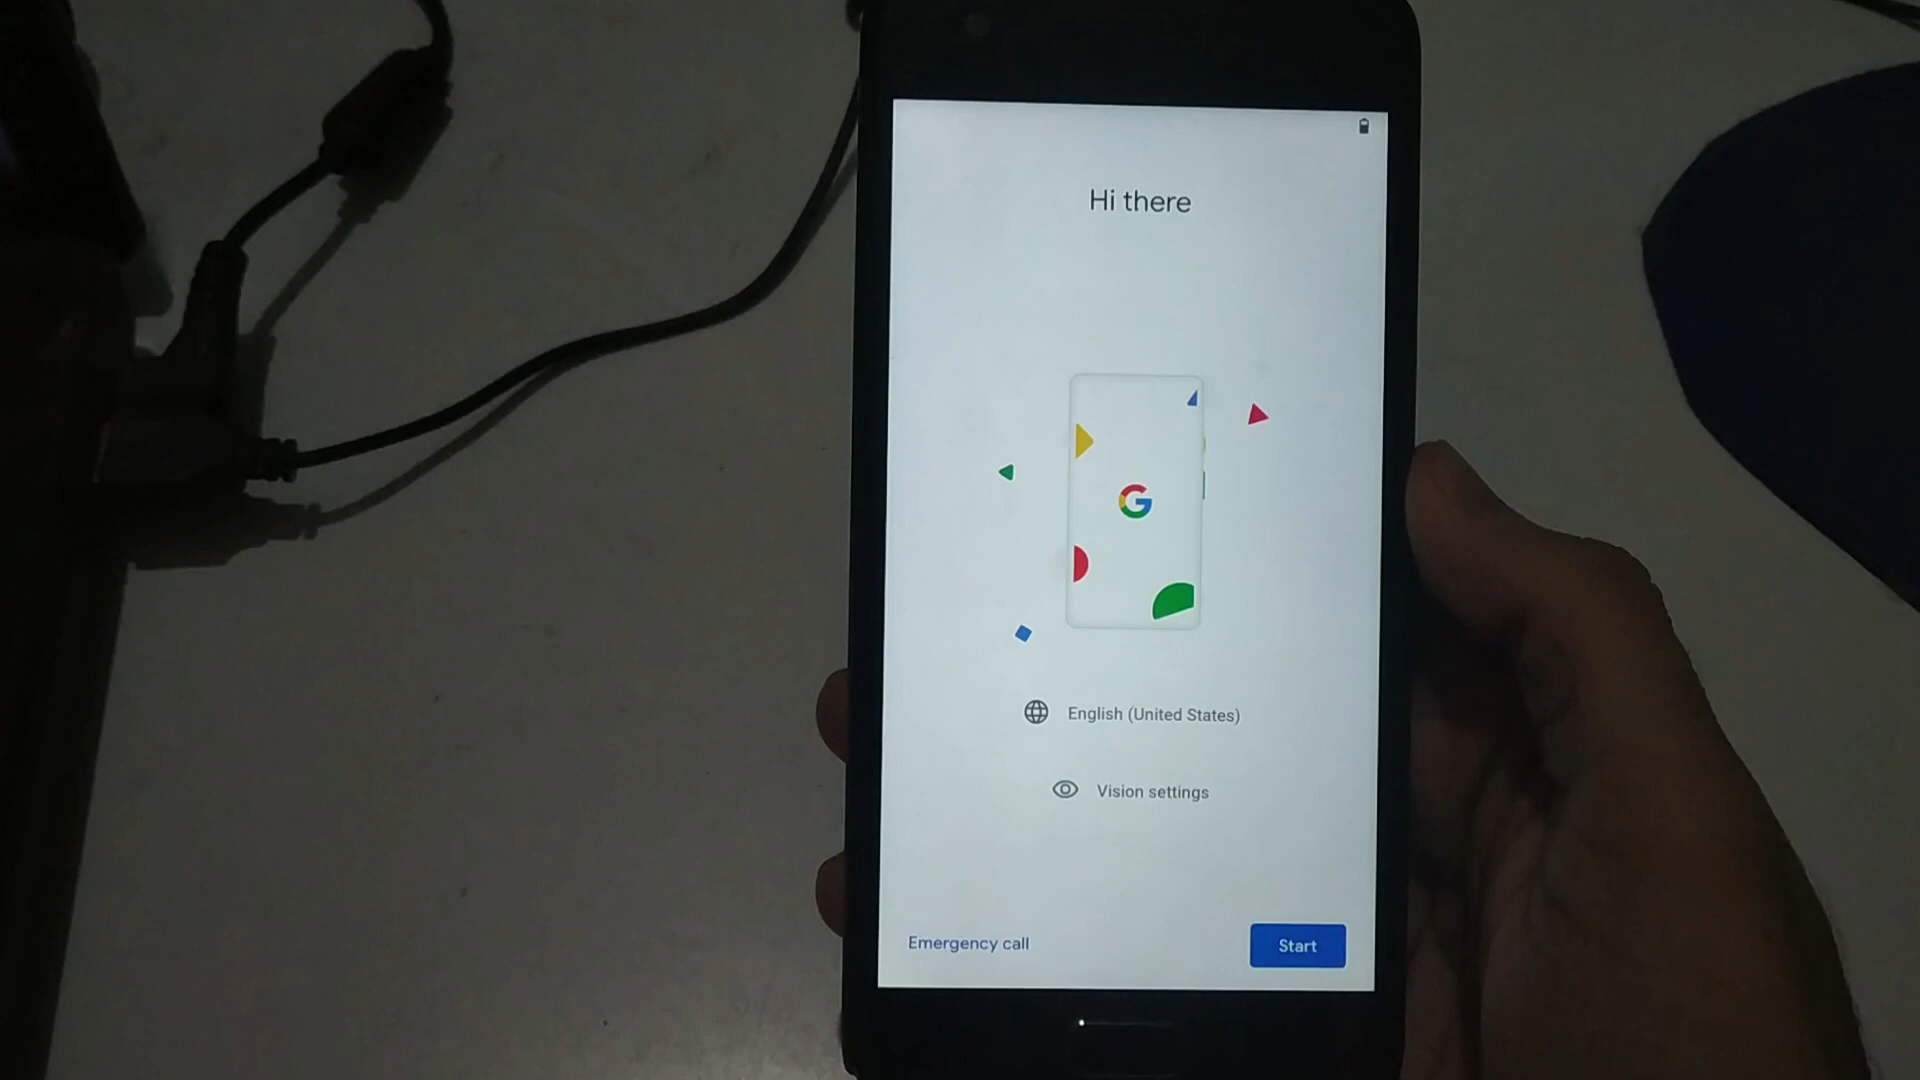 Hi there
G
English (United States)
Vision settings
Emergency call
Start